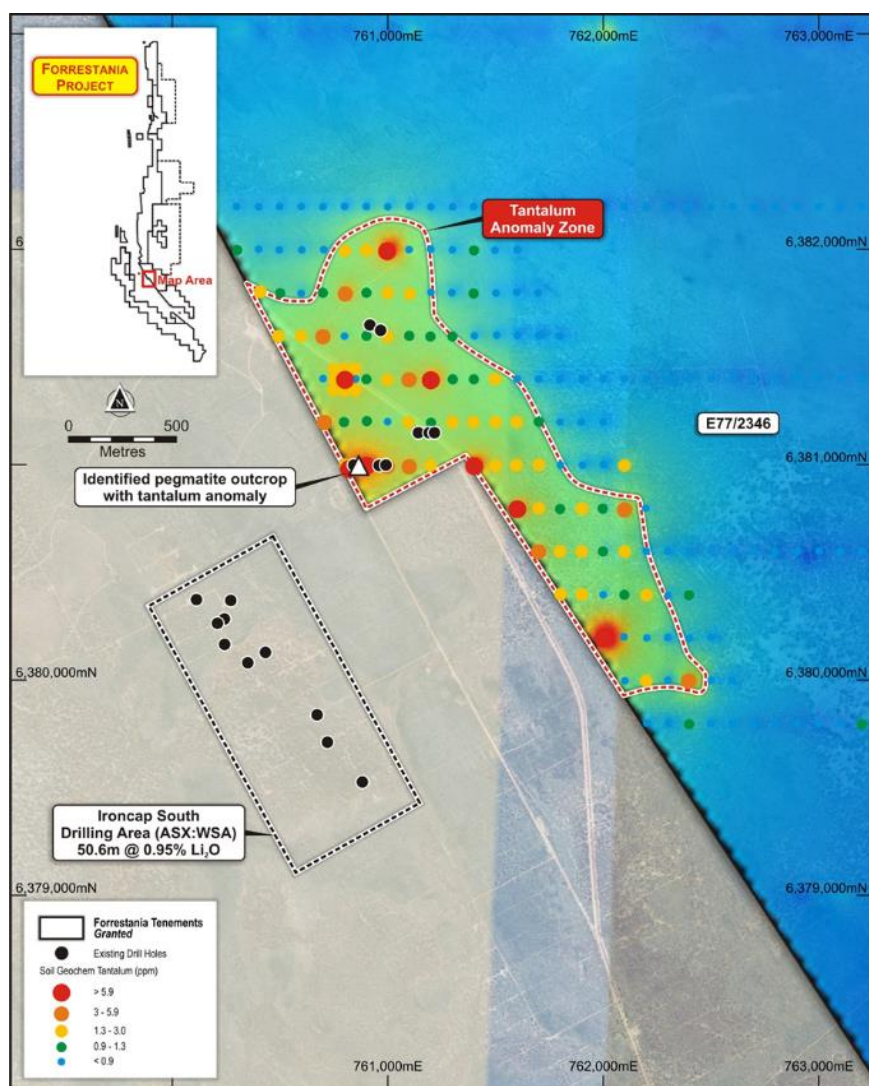 761,000mE
762,000mE
763,000mE
FORRESTANIA
PROJECT
Map Area
N
0
500
Metres
Tantalum
Anomaly Zone
6,382,000mN
E77/2346
Identified pegmatite outcrop
with tantalum anomaly
6,381,000mN
6,380,000mN
6,380,000mN
Ironcap South
Drilling Area (ASX:WSA)
50.6m @ 0.95% Li₂O
6,379,000mN
6,379,000mN
Forrestania Tenements
Granted
Existing Drill Holes
Soil Geochem Tantalum (ppm)
> 5.9
3 - 5.9
1.3 - 3.0
0.9 - 1.3
< 0.9
761,000mE
762,000mE
763,000mE